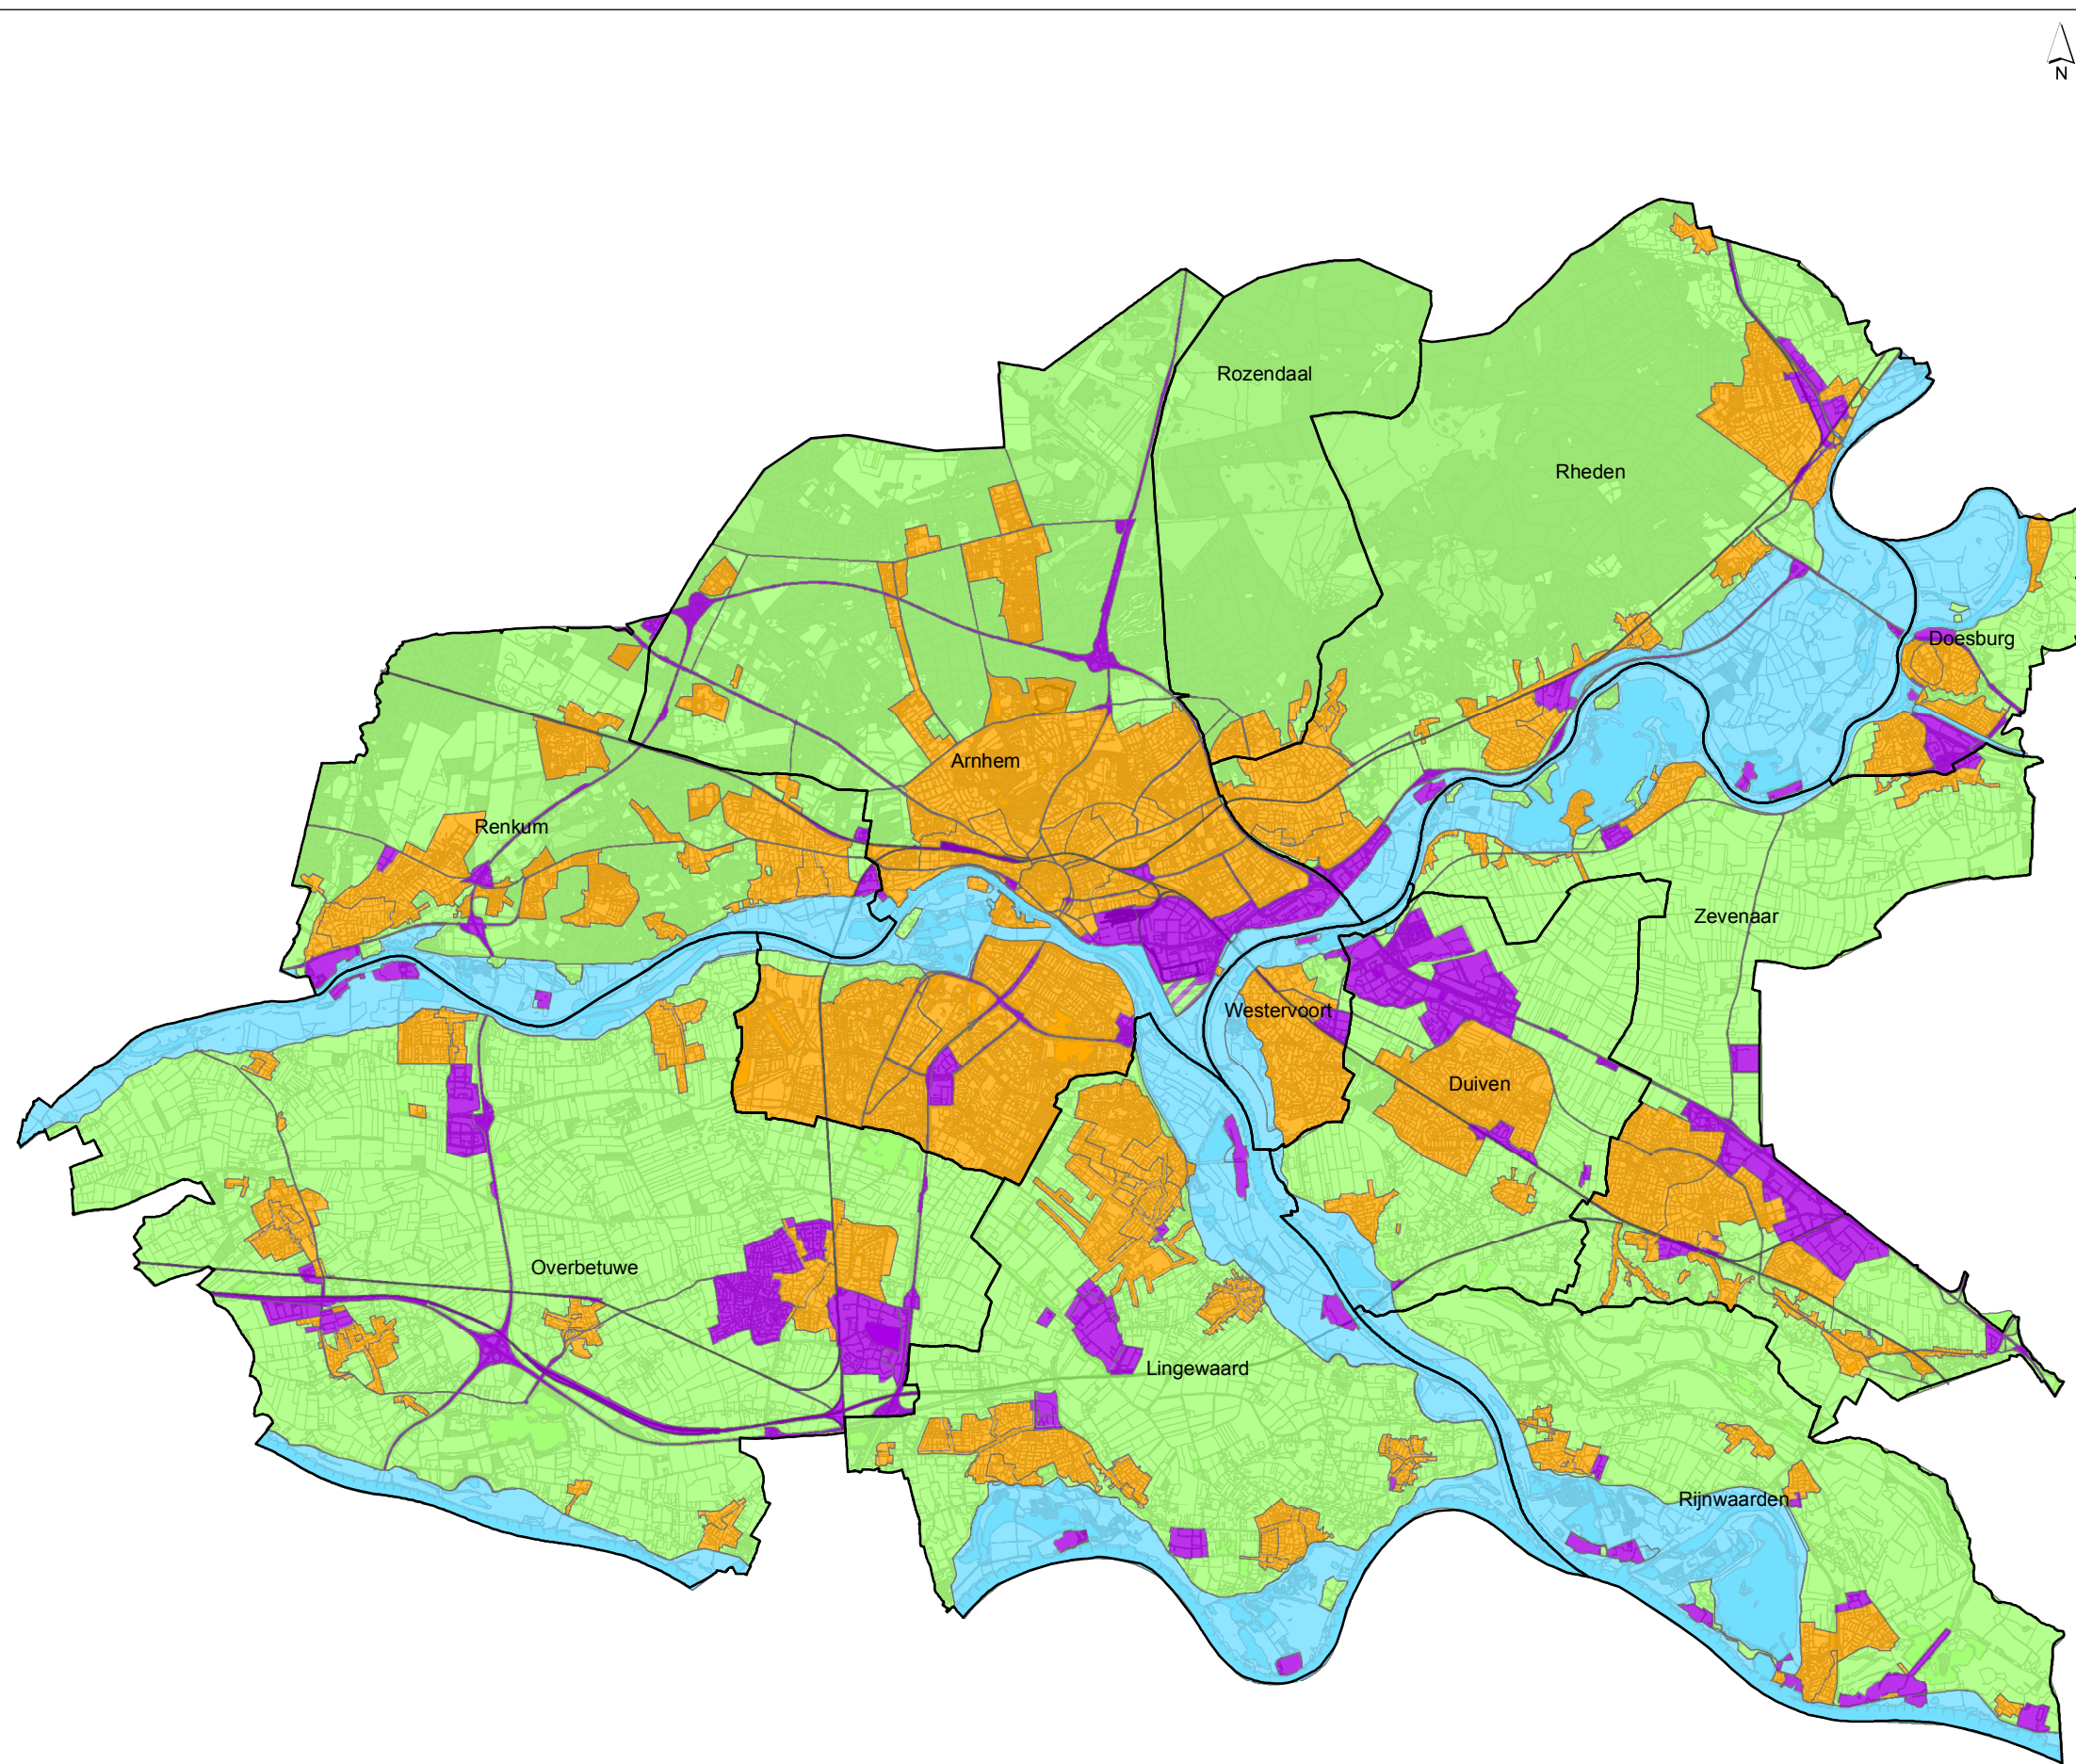 N
Rozendaal
Rheden
Doesburg
Arnhem
Renkum
Zevenaar
Westervoort
Duiven
Overbetuwe
Lingewaard
Rijnwaarden